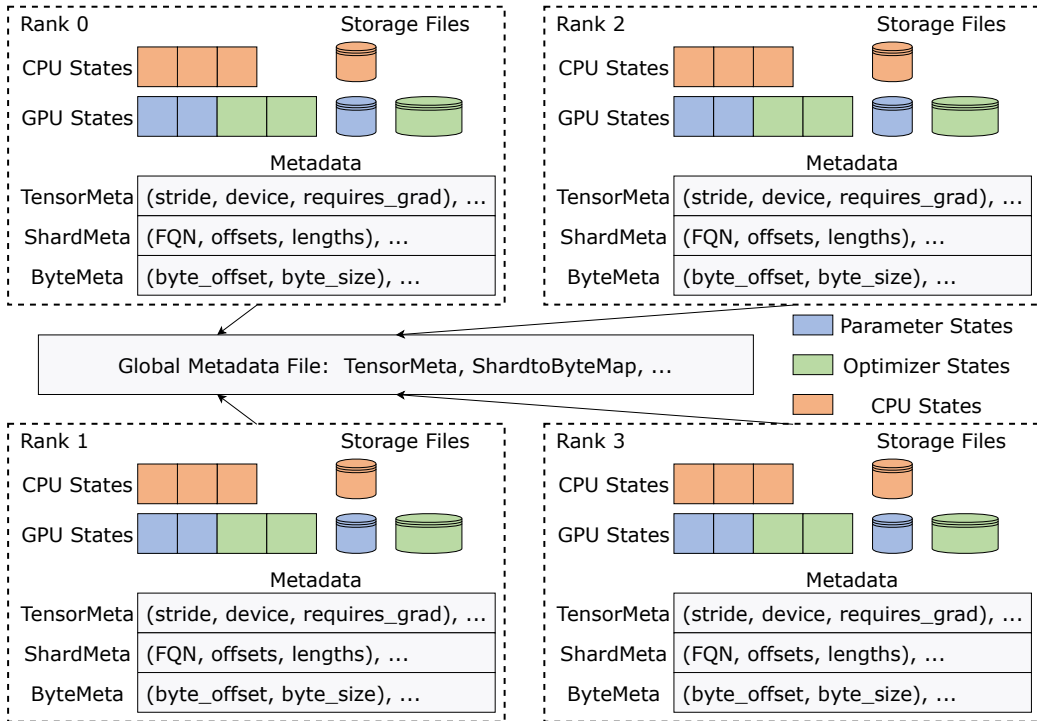 Rank 0
Storage Files
CPU States
GPU States
Metadata
TensorMeta (stride, device, requires_grad), ...
ShardMeta (FQN, offsets, lengths), ...
ByteMeta (byte_offset, byte_size), ...
Rank 2
Storage Files
CPU States
GPU States
Metadata
TensorMeta (stride, device, requires_grad), ...
ShardMeta (FQN, offsets, lengths), ...
ByteMeta (byte_offset, byte_size), ...
Global Metadata File: TensorMeta, ShardtoByteMap, ...
Parameter States
Optimizer States
CPU States
Rank 1
Storage Files
CPU States
GPU States
Metadata
TensorMeta (stride, device, requires_grad), ...
ShardMeta (FQN, offsets, lengths), ...
ByteMeta (byte_offset, byte_size), ...
Rank 3
Storage Files
CPU States
GPU States
Metadata
TensorMeta (stride, device, requires_grad), ...
ShardMeta (FQN, offsets, lengths), ...
ByteMeta (byte_offset, byte_size), ...